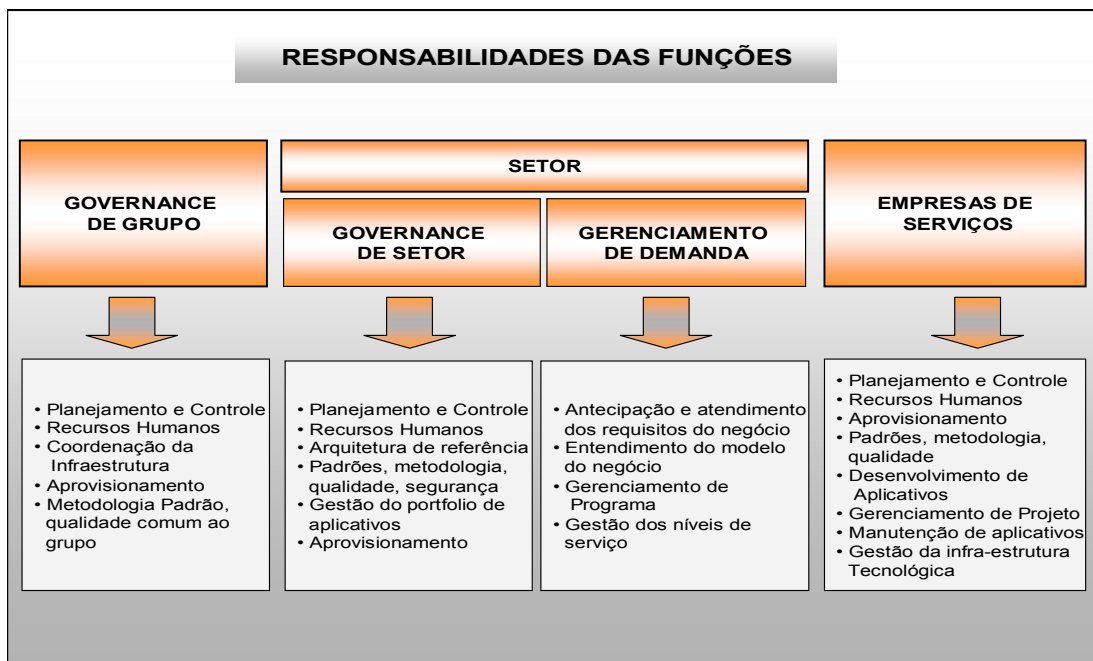 RESPONSABILIDADES DAS FUNÇÕES
GOVERNANCE
DE GRUPO
SETOR
GOVERNANCE
DE SETOR
GERENCIAMENTO
DE DEMANDA
EMPRESAS DE
SERVIÇOS
• Planejamento e Controle
• Recursos Humanos
• Coordenação da
Infraestrutura
• Aprovisionamento
• Metodologia Padrão,
qualidade comum ao
grupo
• Planejamento e Controle
• Recursos Humanos
• Arquitetura de referência
• Padrões, metodologia,
qualidade, segurança
• Gestão do portfolio de
aplicativos
• Aprovisionamento
• Antecipação e atendimento
dos requisitos do negócio
• Entendimento do modelo
do negócio
• Gerenciamento de
Programa
• Gestão dos níveis de
serviço
• Planejamento e Controle
• Recursos Humanos
• Aprovisionamento
• Padrões, metodologia,
qualidade
• Desenvolvimento de
Aplicativos
• Gerenciamento de Projeto
• Manutenção de aplicativos
• Gestão da infra-estrutura
Tecnológica